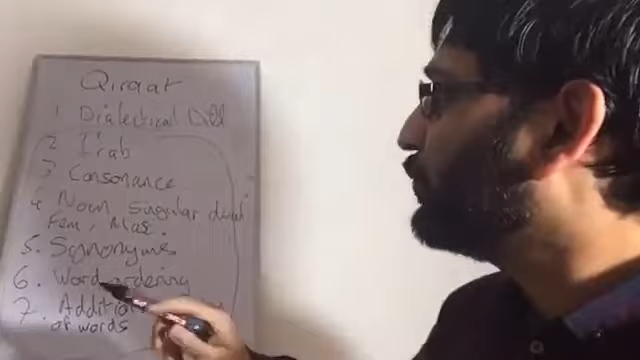 Qiraat
1 Dialectical Diff
2 I'rab
3 Consonance
4 Noun singular dual
Fem, Masc.
5. Synonyms
6. Word ordering
7. Addition
of words